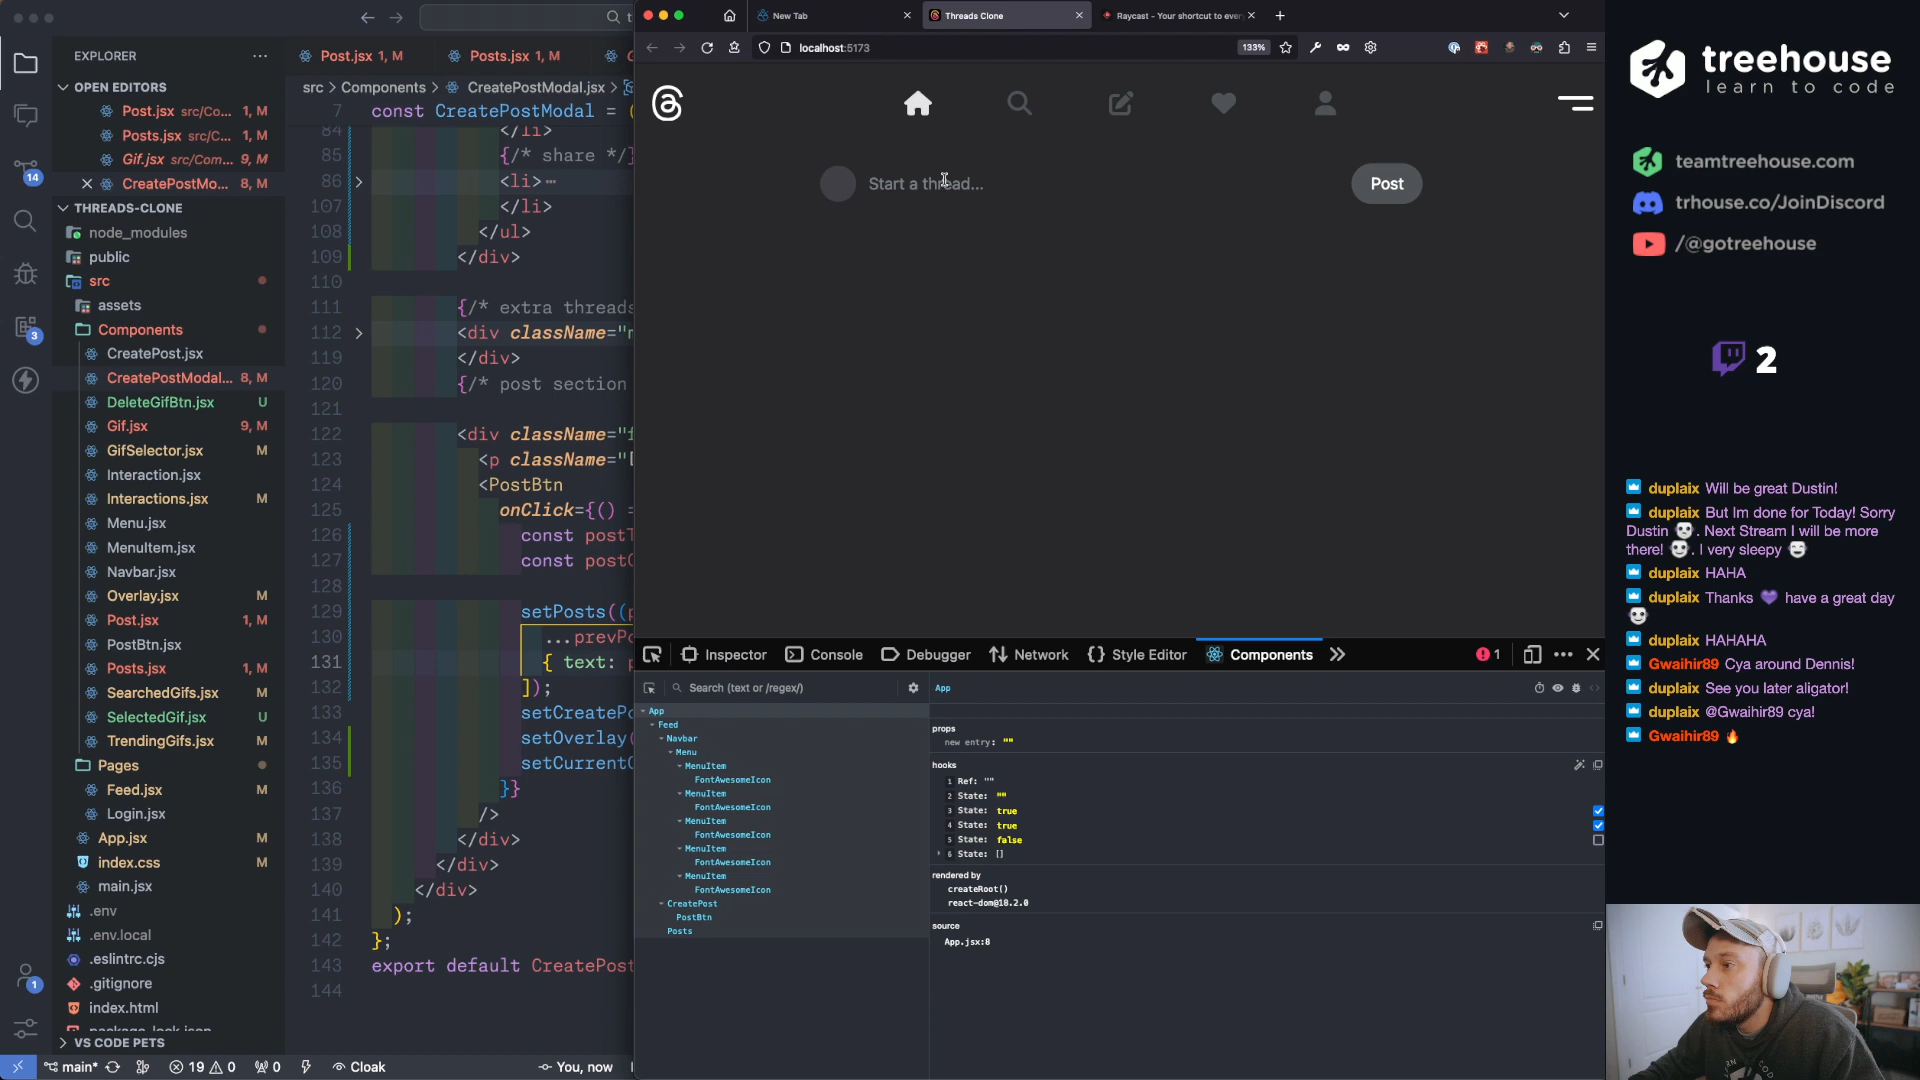 EXPLORER
OPEN EDITORS
Post.jsx src/Co... 1, M
Posts.jsx src/C... 1, M
Gif.jsx src/Com... 9, M
CreatePostMo... 8, M
THREADS-CLONE
node_modules
public
src
assets
Components
CreatePost.jsx
CreatePostModal... 8, M
DeleteGifBtn.jsx U
Gif.jsx 9, M
GifSelector.jsx M
Interaction.jsx
Interactions.jsx M
Menu.jsx
MenuItem.jsx
Navbar.jsx
Overlay.jsx M
Post.jsx 1, M
PostBtn.jsx
Posts.jsx 1, M
SearchedGifs.jsx M
SelectedGif.jsx U
TrendingGifs.jsx M
Pages
Feed.jsx M
Login.jsx
App.jsx M
index.css M
main.jsx
.env
.env.local
.eslintrc.cjs
.gitignore
index.html
VS CODE PETS
14
3
1
main* 19 0 0 Cloak You, now
Post.jsx 1, M Posts.jsx 1, M
src > Components > CreatePostModal.jsx >
7 const CreatePostModal = (
84 </li>
85 {/* share */}
86 <li>
107 </li>
108 </ul>
109 </div>
110
111 {/* extra threads
112 <div className="
119 </div>
120 {/* post section
121
122 <div className="f
123 <p className="
124 <PostBtn
125 onClick={() =
126 const post
127 const post
128
129 setPosts((p
130 ...prevPo
131 { text: p
132 ]);
133 setCreateP
134 setOverlay(
135 setCurrent
136 }}
137 />
138 </div>
139 </div>
140 </div>
141 );
142 };
143 export default CreatePost
144
New Tab
Threads Clone
Raycast - Your shortcut to ever
localhost:5173
133%
Start a thread...
Post
Inspector Console Debugger Network Style Editor Components 1
Search (text or /regex/)
App
Feed
Navbar
Menu
MenuItem
FontAwesomeIcon
MenuItem
FontAwesomeIcon
MenuItem
FontAwesomeIcon
MenuItem
FontAwesomeIcon
MenuItem
FontAwesomeIcon
CreatePost
PostBtn
Posts
App
props
new entry: ""
hooks
1 Ref: ""
2 State: ""
3 State: true
4 State: true
5 State: false
6 State: []
rendered by
createRoot()
react-dom@18.2.0
source
App.jsx:8
treehouse
learn to code
teamtreehouse.com
trhouse.co/JoinDiscord
/@gotreehouse
2
duplaix Will be great Dustin!
duplaix But Im done for Today! Sorry
Dustin . Next Stream I will be more
there! . I very sleepy
duplaix HAHA
duplaix Thanks 💜 have a great day
duplaix HAHAHA
Gwaihir89 Cya around Dennis!
duplaix See you later aligator!
duplaix @Gwaihir89 cya!
Gwaihir89 🔥